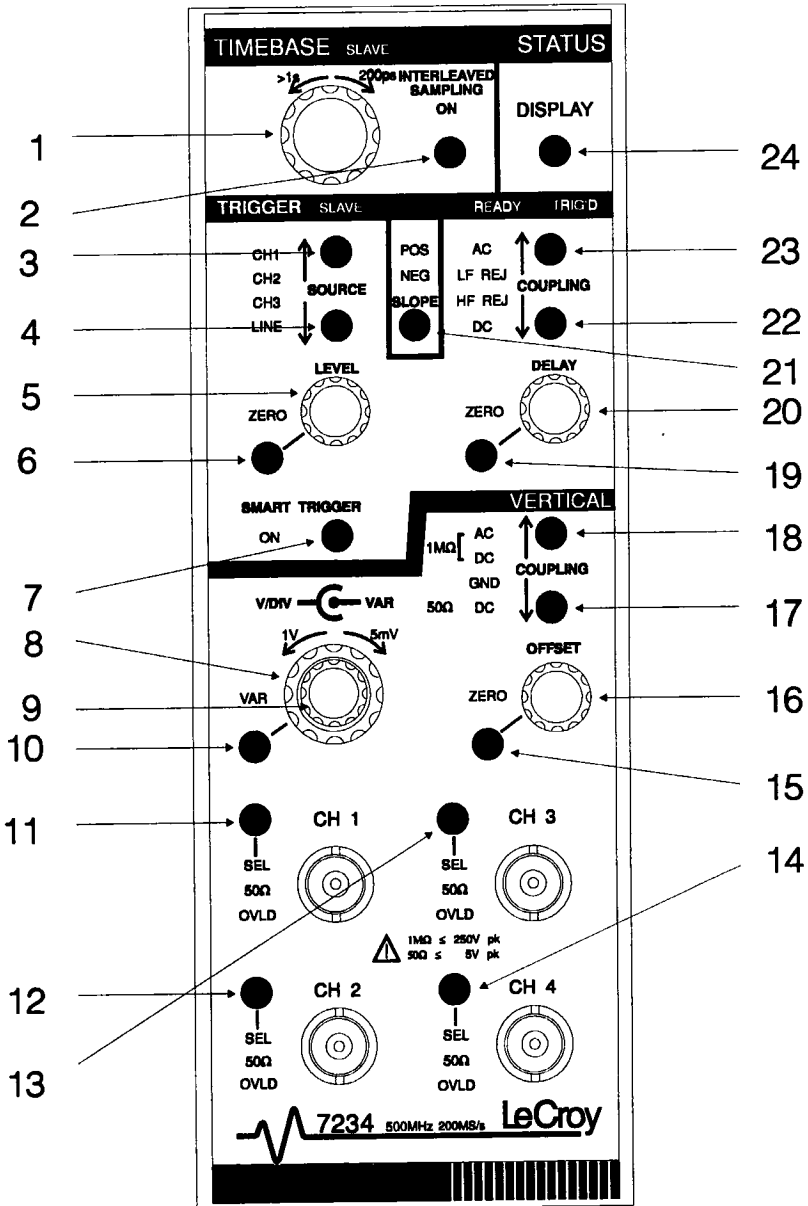 TIMEBASE SLAVE STATUS
>1s 200ps INTERLEAVED
SAMPLING
ON DISPLAY
1
2
24
TRIGGER SLAVE READY TRIG'D
3
4
CH1
CH2
CH3
LINE
SOURCE
POS
NEG
SLOPE
AC
LF REJ
HF REJ
DC
COUPLING
23
22
21
5
6
LEVEL
ZERO
DELAY
ZERO
20
19
SMART TRIGGER
ON
7
VERTICAL
1MΩ [ AC
DC
GND
50Ω DC
COUPLING
18
17
V/DIV VAR
1V 5mV
VAR
8
9
10
OFFSET
ZERO
16
15
11
CH 1
SEL
50Ω
OVLD
CH 3
SEL
50Ω
OVLD
14
1MΩ ≤ 250V pk
50Ω ≤ 5V pk
12
13
CH 2
SEL
50Ω
OVLD
CH 4
SEL
50Ω
OVLD
7234 500MHz 200MS/s LeCroy